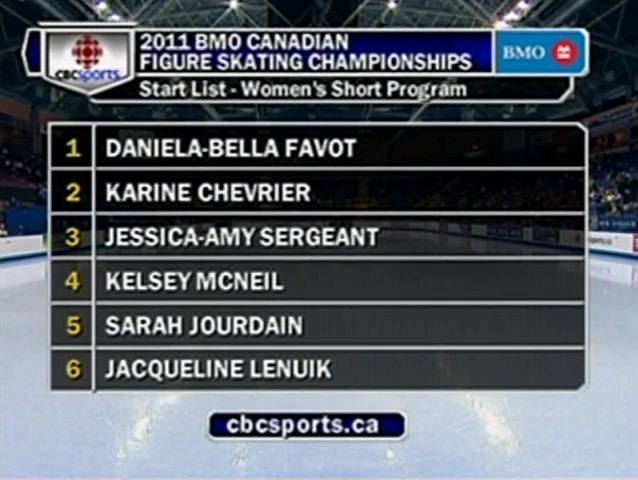 2011 BMO CANADIAN
FIGURE SKATING CHAMPIONSHIPS
BMO
CBCsports
Start List - Women's Short Program
1 DANIELA-BELLA FAVOT
2 KARINE CHEVRIER
3 JESSICA-AMY SERGEANT
4 KELSEY MCNEIL
5 SARAH JOURDAIN
6 JACQUELINE LENUIK
cbcsports.ca